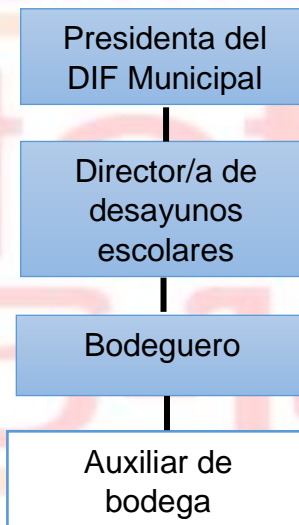 Presidenta del
DIF Municipal
Director/a de
desayunos
escolares
Bodeguero
Auxiliar de
bodega